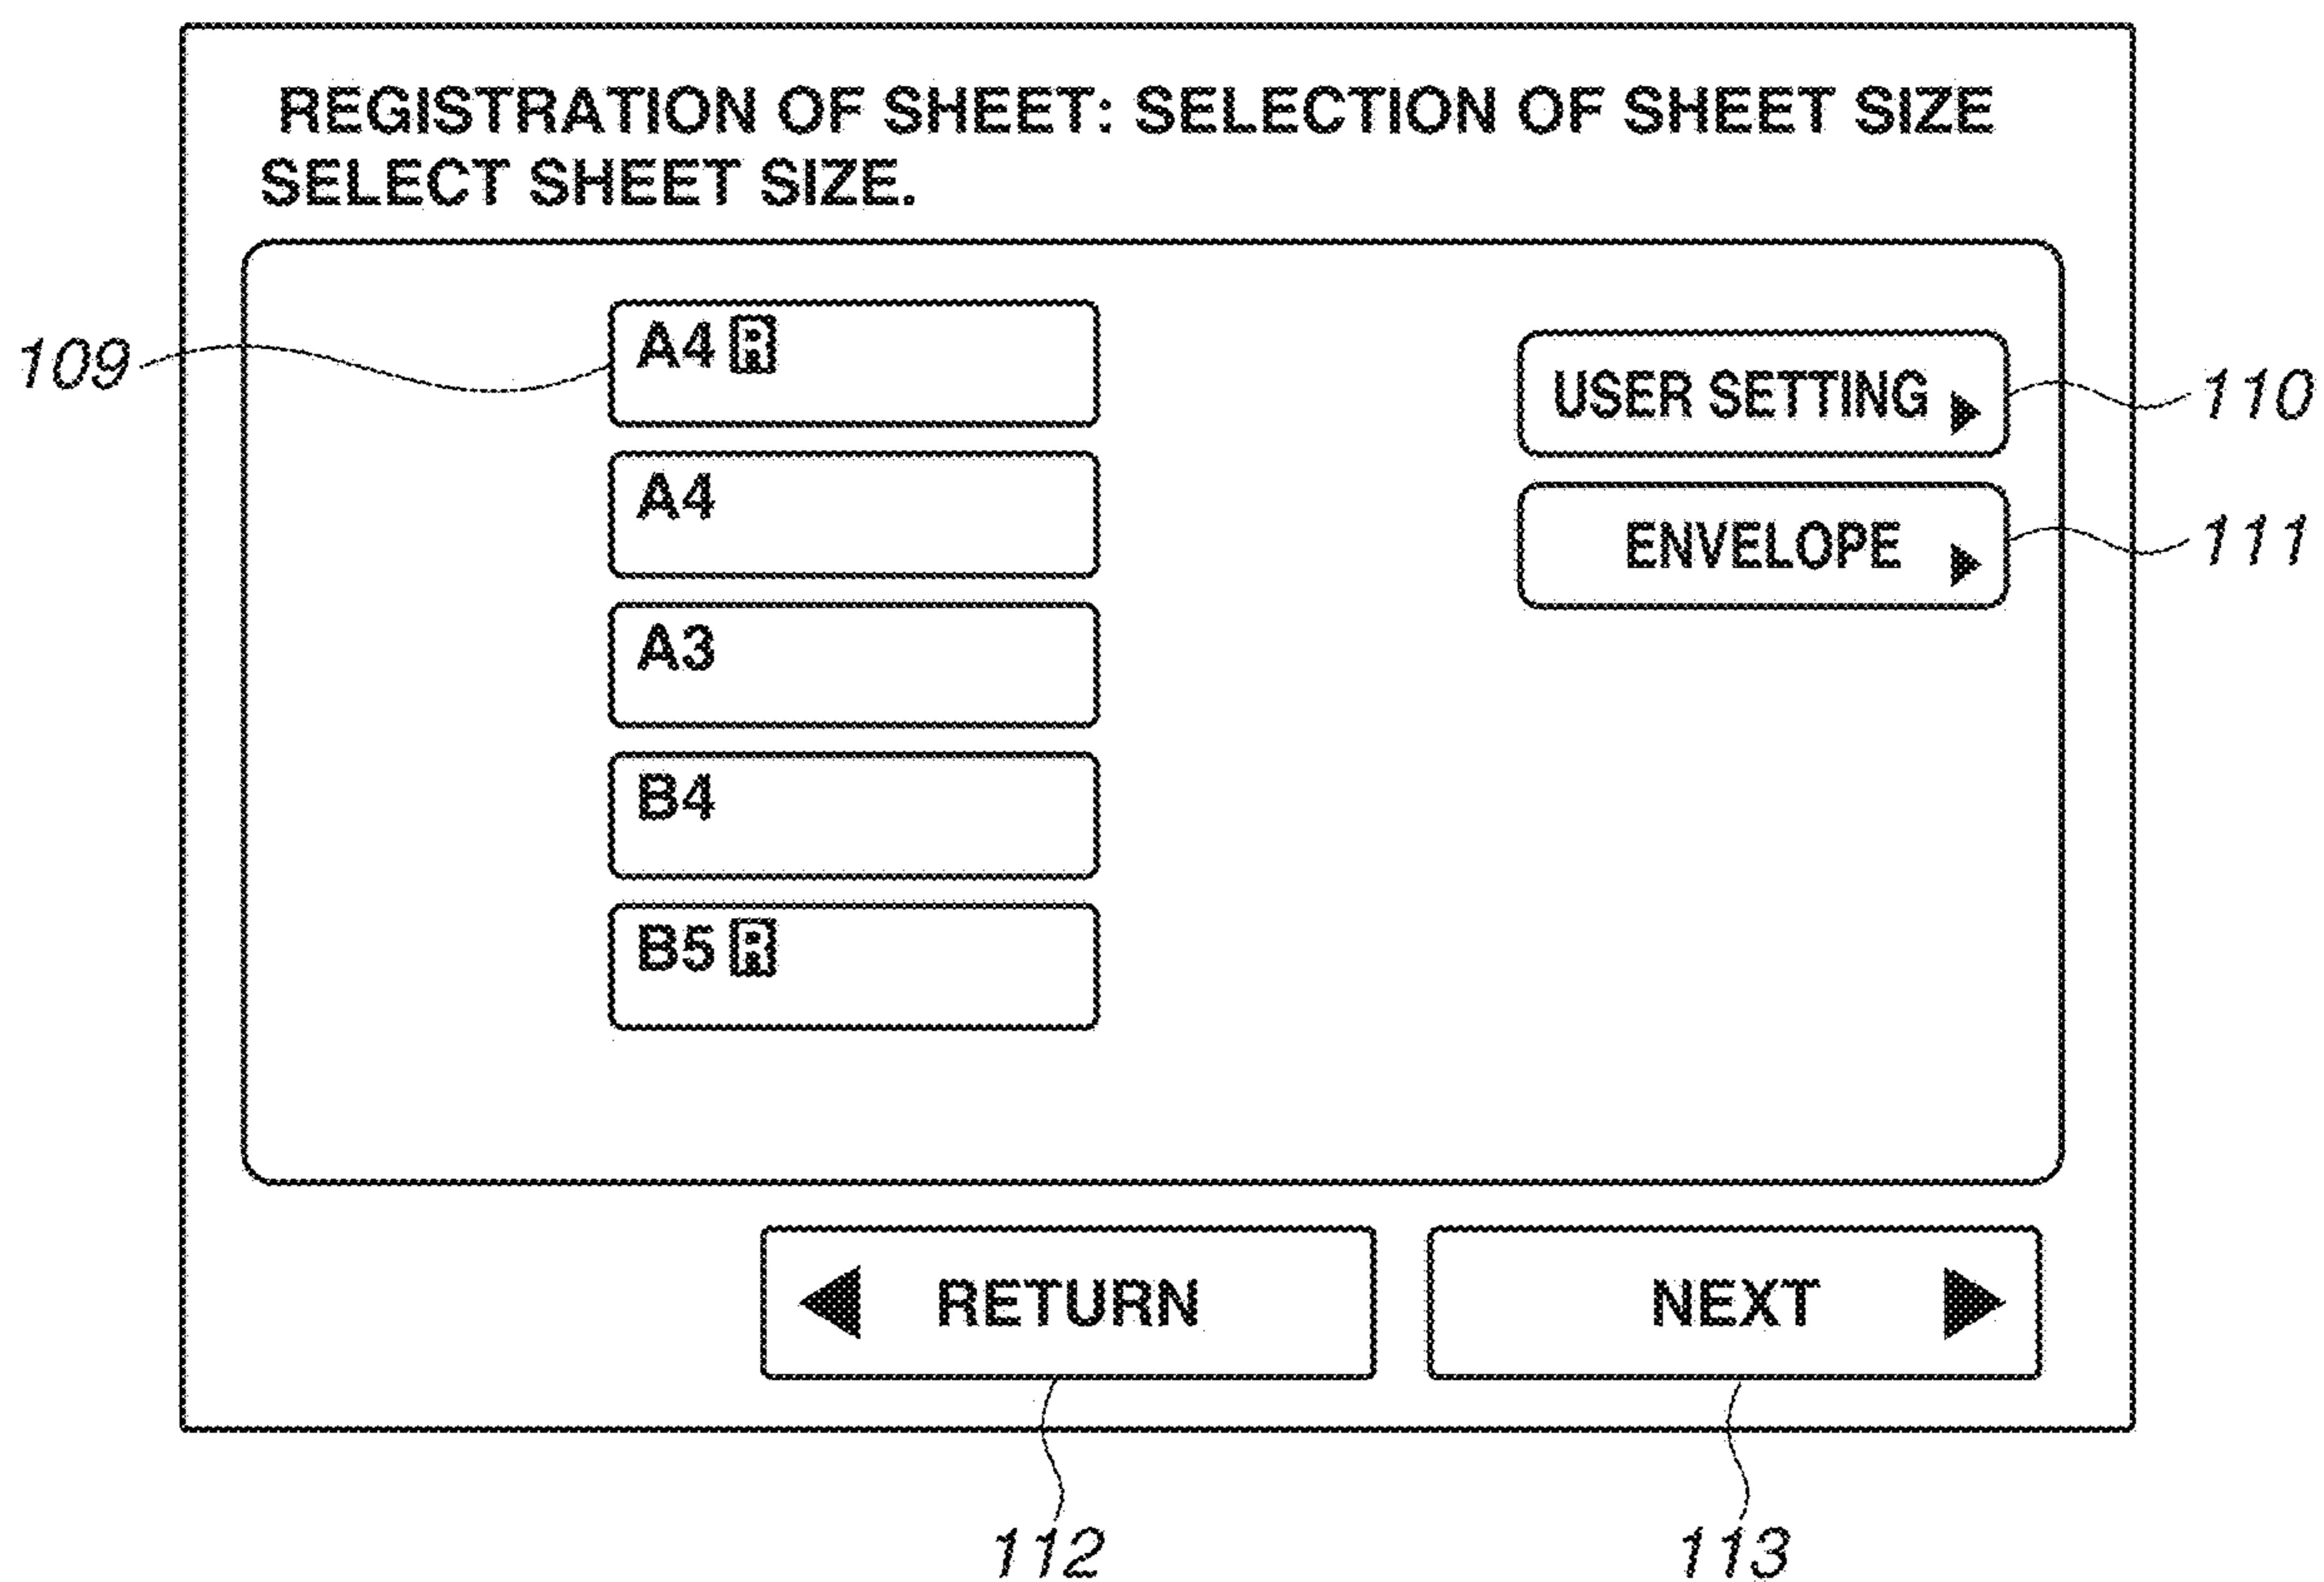 REGISTRATION OF SHEET: SELECTION OF SHEET SIZE
SELECT SHEET SIZE.
109
A4 R
USER SETTING
110
A4
ENVELOPE
111
A3
B4
B5 R
RETURN
NEXT
112
113